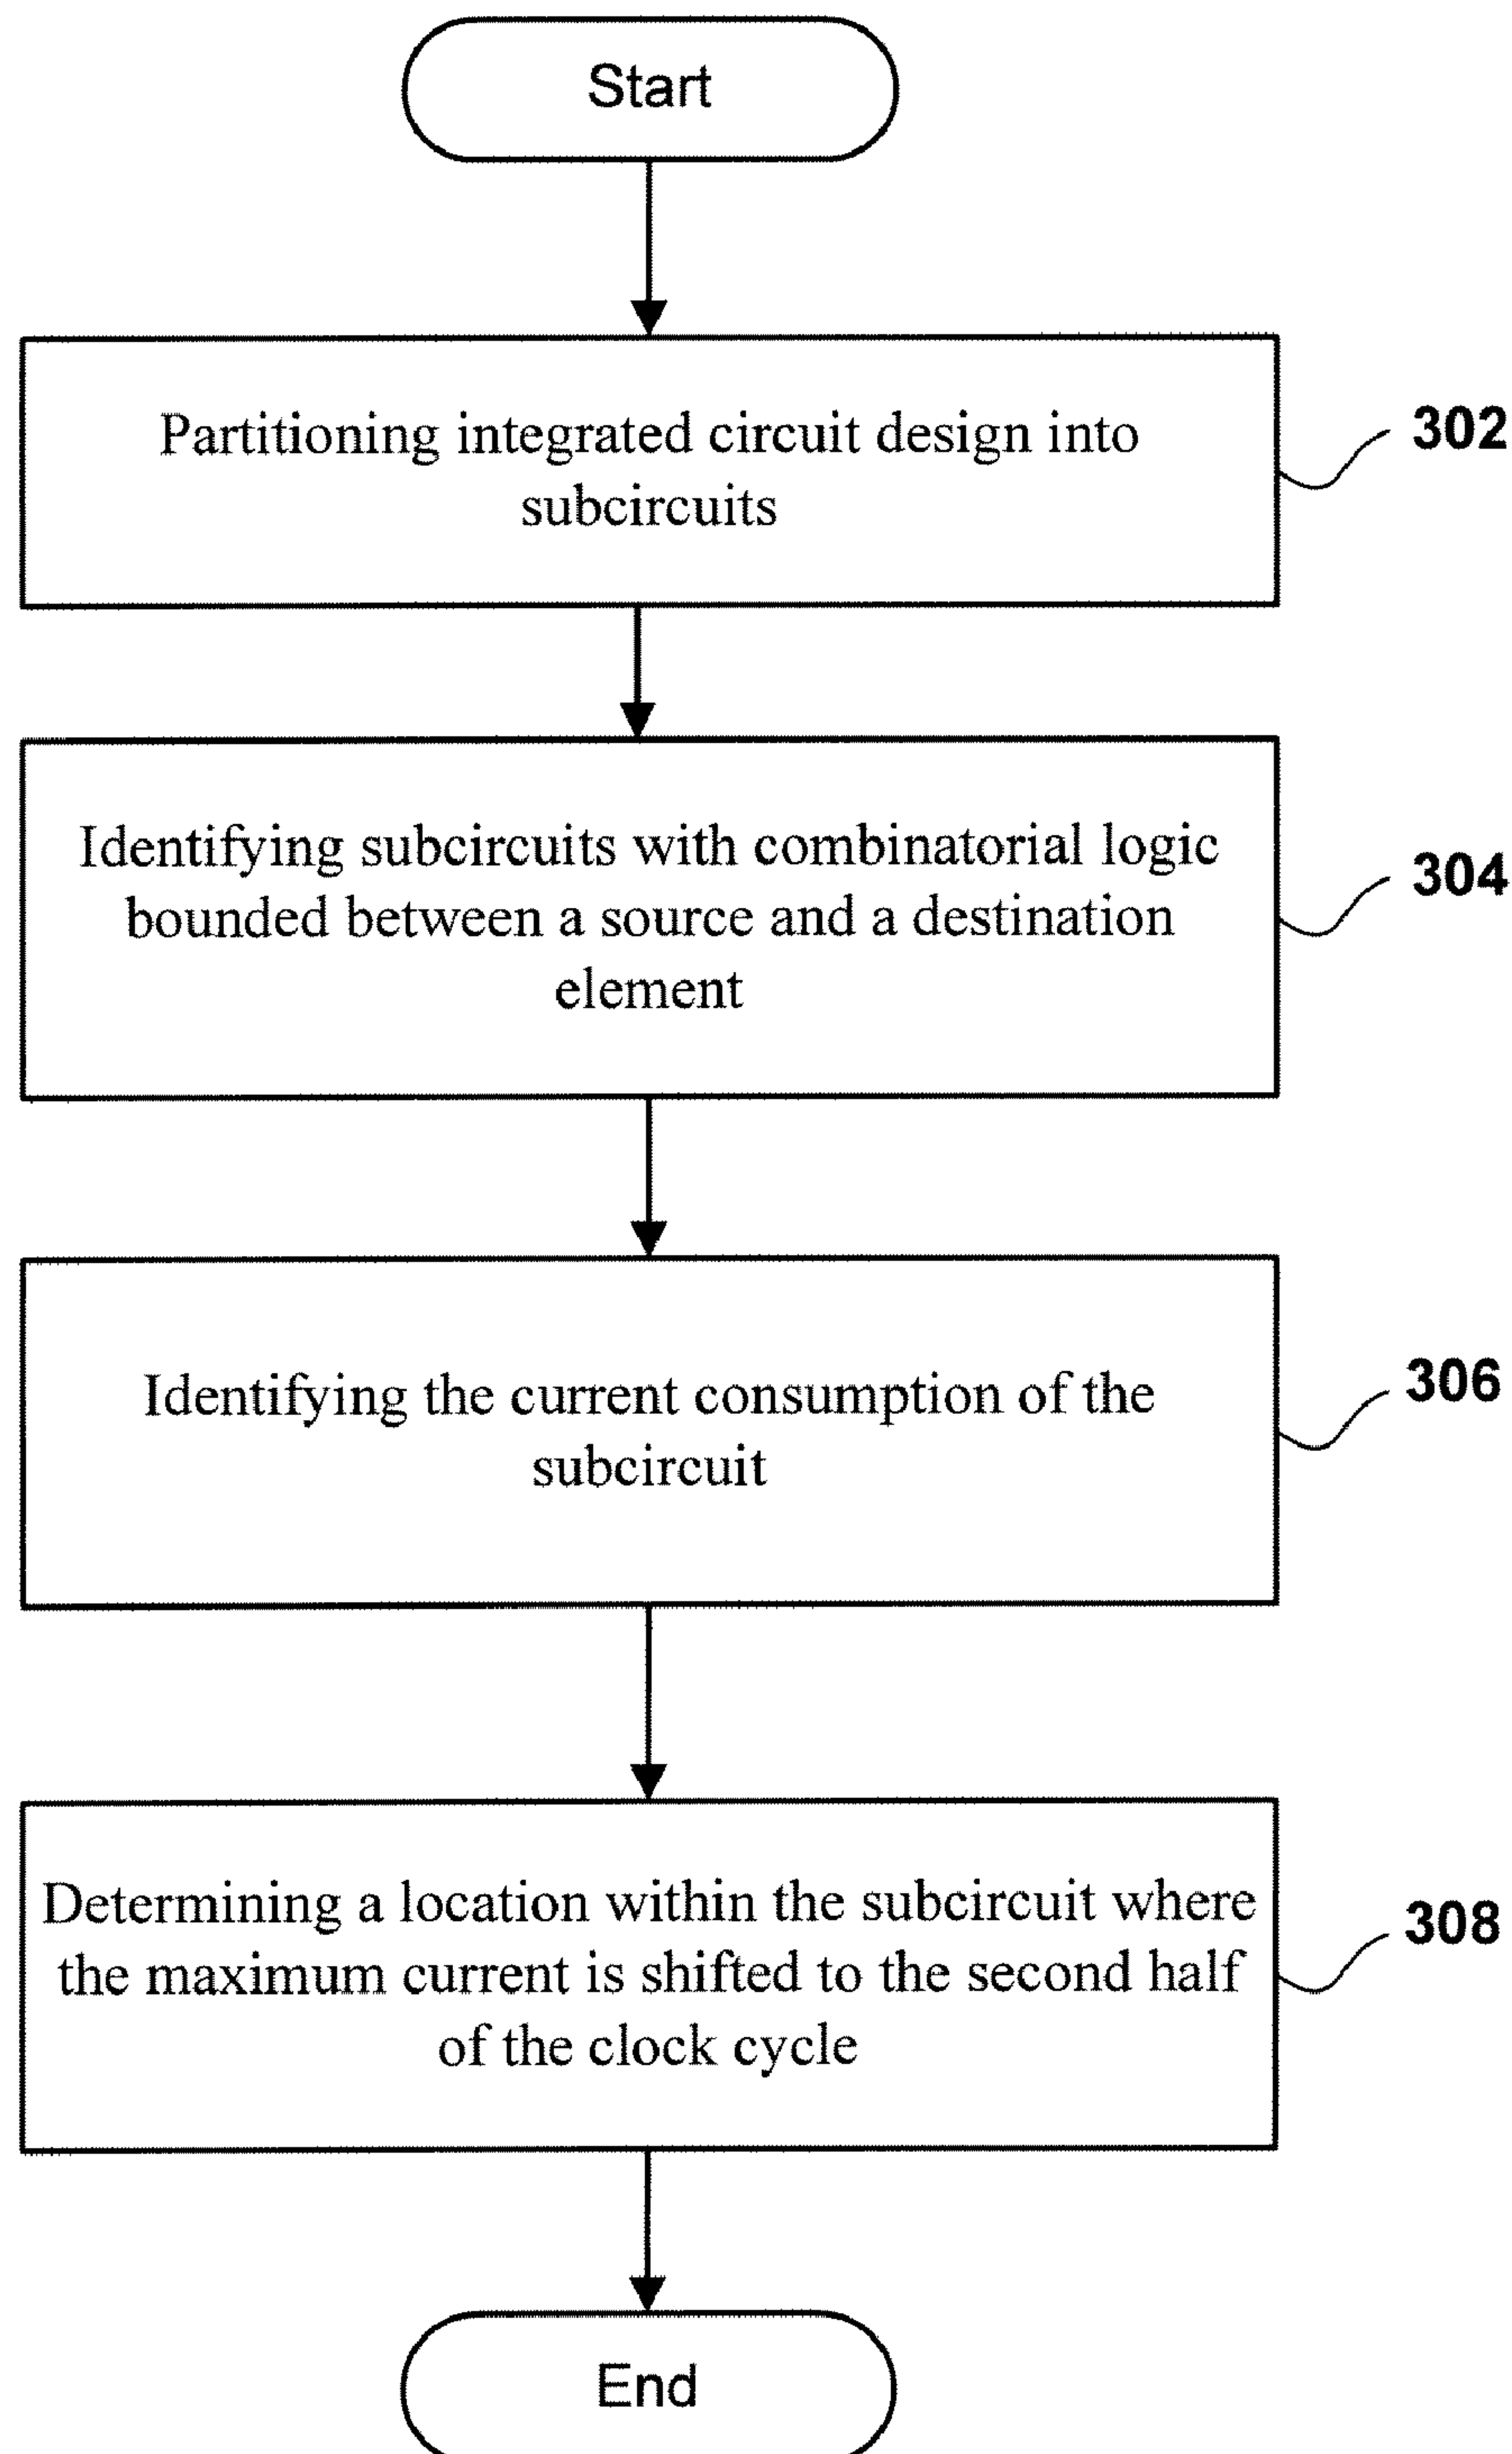 Start
Partitioning integrated circuit design into
subcircuits
302
Identifying subcircuits with combinatorial logic
bounded between a source and a destination
element
304
Identifying the current consumption of the
subcircuit
306
Determining a location within the subcircuit where
the maximum current is shifted to the second half
of the clock cycle
308
End